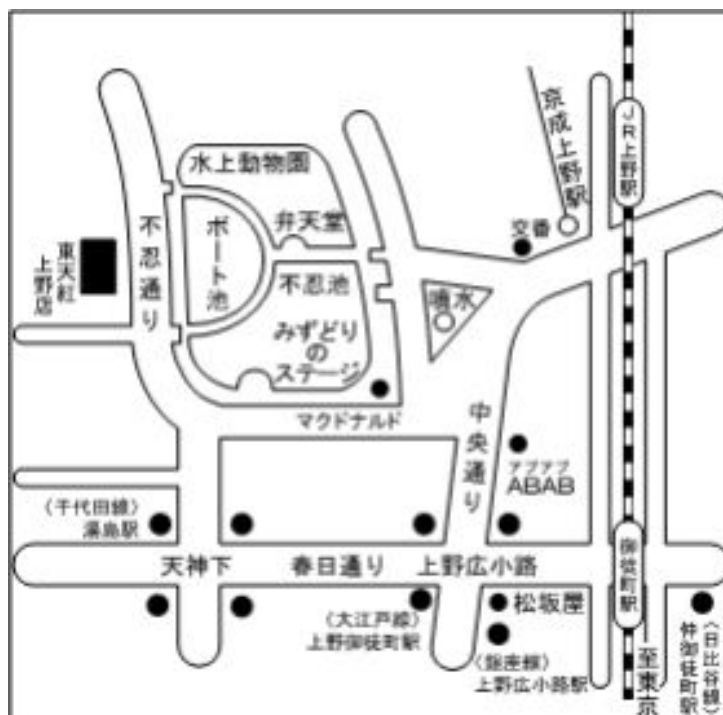 水上動物園
京成上野駅
JR上野駅
不忍通り
ボート池
弁天堂
交番
東天紅
上野店
不忍池
噴水
みずどり
の
ステージ
マクドナルド
中央通り
アブアブ
ABAB
〈千代田線〉
湯島駅
天神下
春日通り
上野広小路
御徒町駅
松坂屋
〈大江戸線〉
上野御徒町駅
〈銀座線〉
上野広小路駅
至東京
〈日比谷線〉
仲御徒町駅